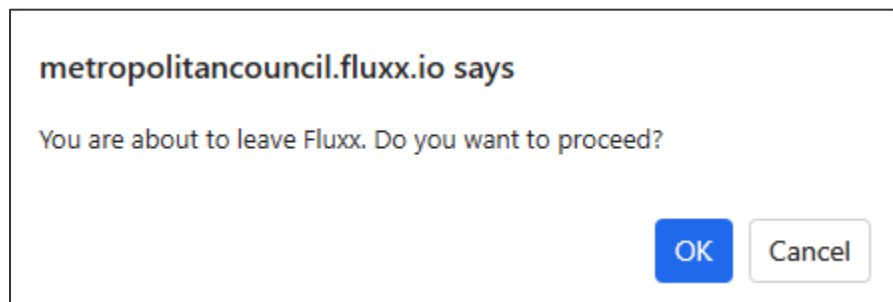 metropolitancouncil.fluxx.io says
You are about to leave Fluxx. Do you want to proceed?
OK Cancel